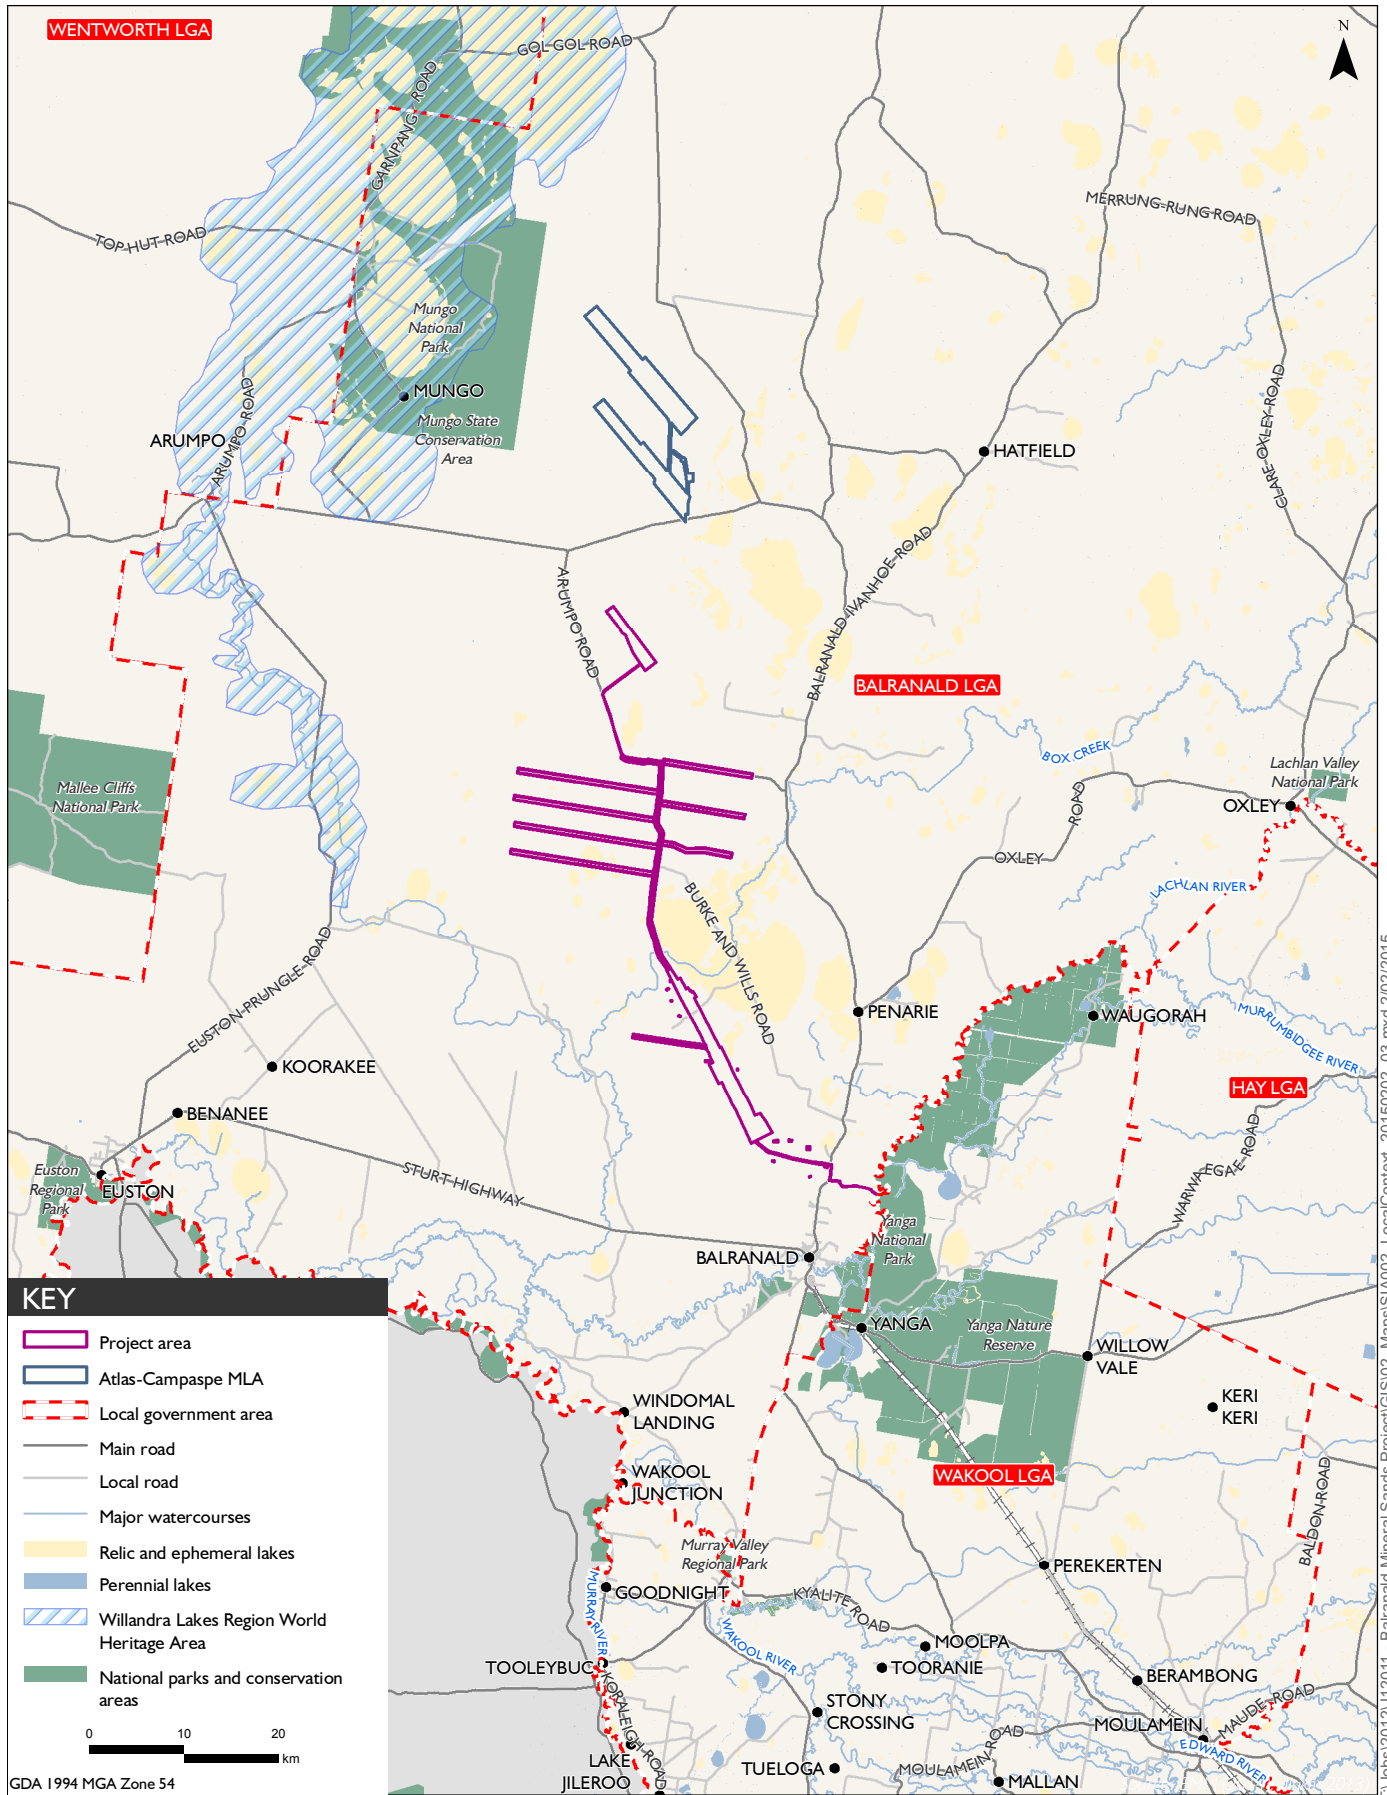 WENTWORTH LGA
N
GOL GOL ROAD
GARNPANG ROAD
MERRUNG-RUNG ROAD
TOP HUT ROAD
Mungo
National
Park
MUNGO
Mungo State
Conservation
Area
ARUMPO
ARUMPO ROAD
HATFIELD
CLARE-OXLEY-ROAD
BALRANALD-IVANHOE-ROAD
ARUMPO ROAD
BALRANALD LGA
BOX CREEK
Lachlan Valley
National Park
Mallee Cliffs
National Park
OXLEY
ROAD
OXLEY
LACHLAN RIVER
BURKE AND WILLS ROAD
EUSTON-PRUNGLE-ROAD
PENARIE
WAUGORAH
MURRUMBIDGEE RIVER
KOORAKEE
HAY LGA
BENANEE
WARWA EGAE ROAD
Euston
Regional
Park
EUSTON
STURT-HIGHWAY
Yanga
National
Park
BALRANALD
YANGA
Yanga Nature
Reserve
WILLOW
VALE
KERI
KERI
WINDOMAL
LANDING
WAKOOL
JUNCTION
WAKOOL LGA
BALDON ROAD
Murray Valley
Regional Park
PEREKERTEN
GOODNIGHT
KYALITE ROAD
MURRAY RIVER
WAKOOL RIVER
MOOLPA
TOORANIE
TOOLEYBUC
BERAMBONG
KORALEIGH ROAD
STONY
CROSSING
MAUDE ROAD
MOULAMEIN
EDWARD RIVER
MOULAMEIN ROAD
LAKE
JILEROO
TUELOGA
MALLAN
KEY
Project area
Atlas-Campaspe MLA
Local government area
Main road
Local road
Major watercourses
Relic and ephemeral lakes
Perennial lakes
Willandra Lakes Region World
Heritage Area
National parks and conservation
areas
0 10 20
km
GDA 1994 MGA Zone 54